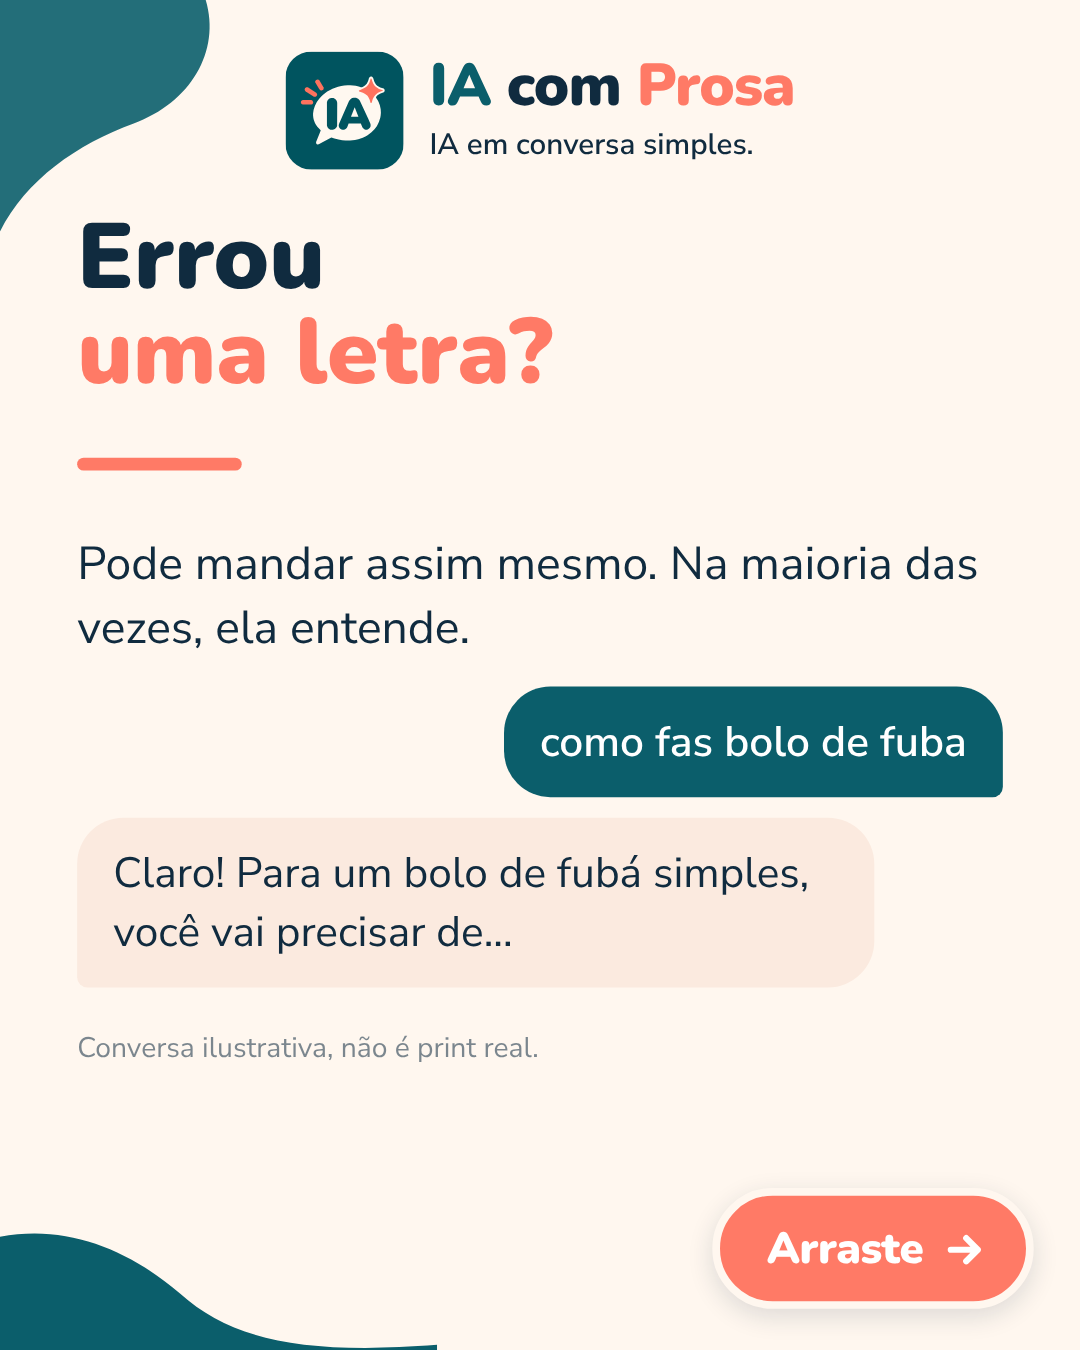 IA
IA com Prosa
IA em conversa simples.
Errou
uma letra?
Pode mandar assim mesmo. Na maioria das
vezes, ela entende.
como fas bolo de fuba
Claro! Para um bolo de fubá simples,
você vai precisar de...
Conversa ilustrativa, não é print real.
Arraste →